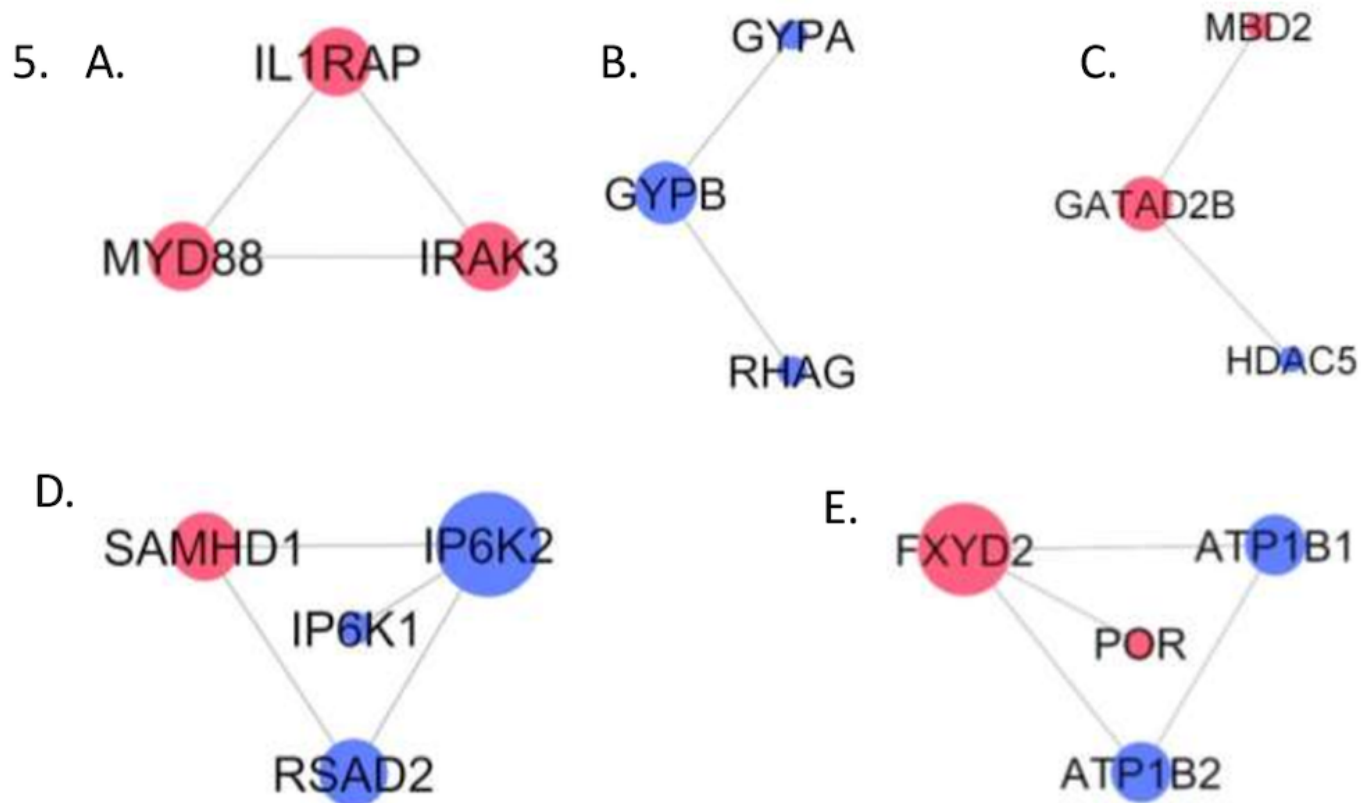 5. A.
IL1RAP
MYD88
IRAK3
B.
GYPA
GYPB
RHAG
C.
MBD2
GATAD2B
HDAC5
D.
SAMHD1
IP6K2
IP6K1
RSAD2
E.
FXYD2
ATP1B1
POR
ATP1B2